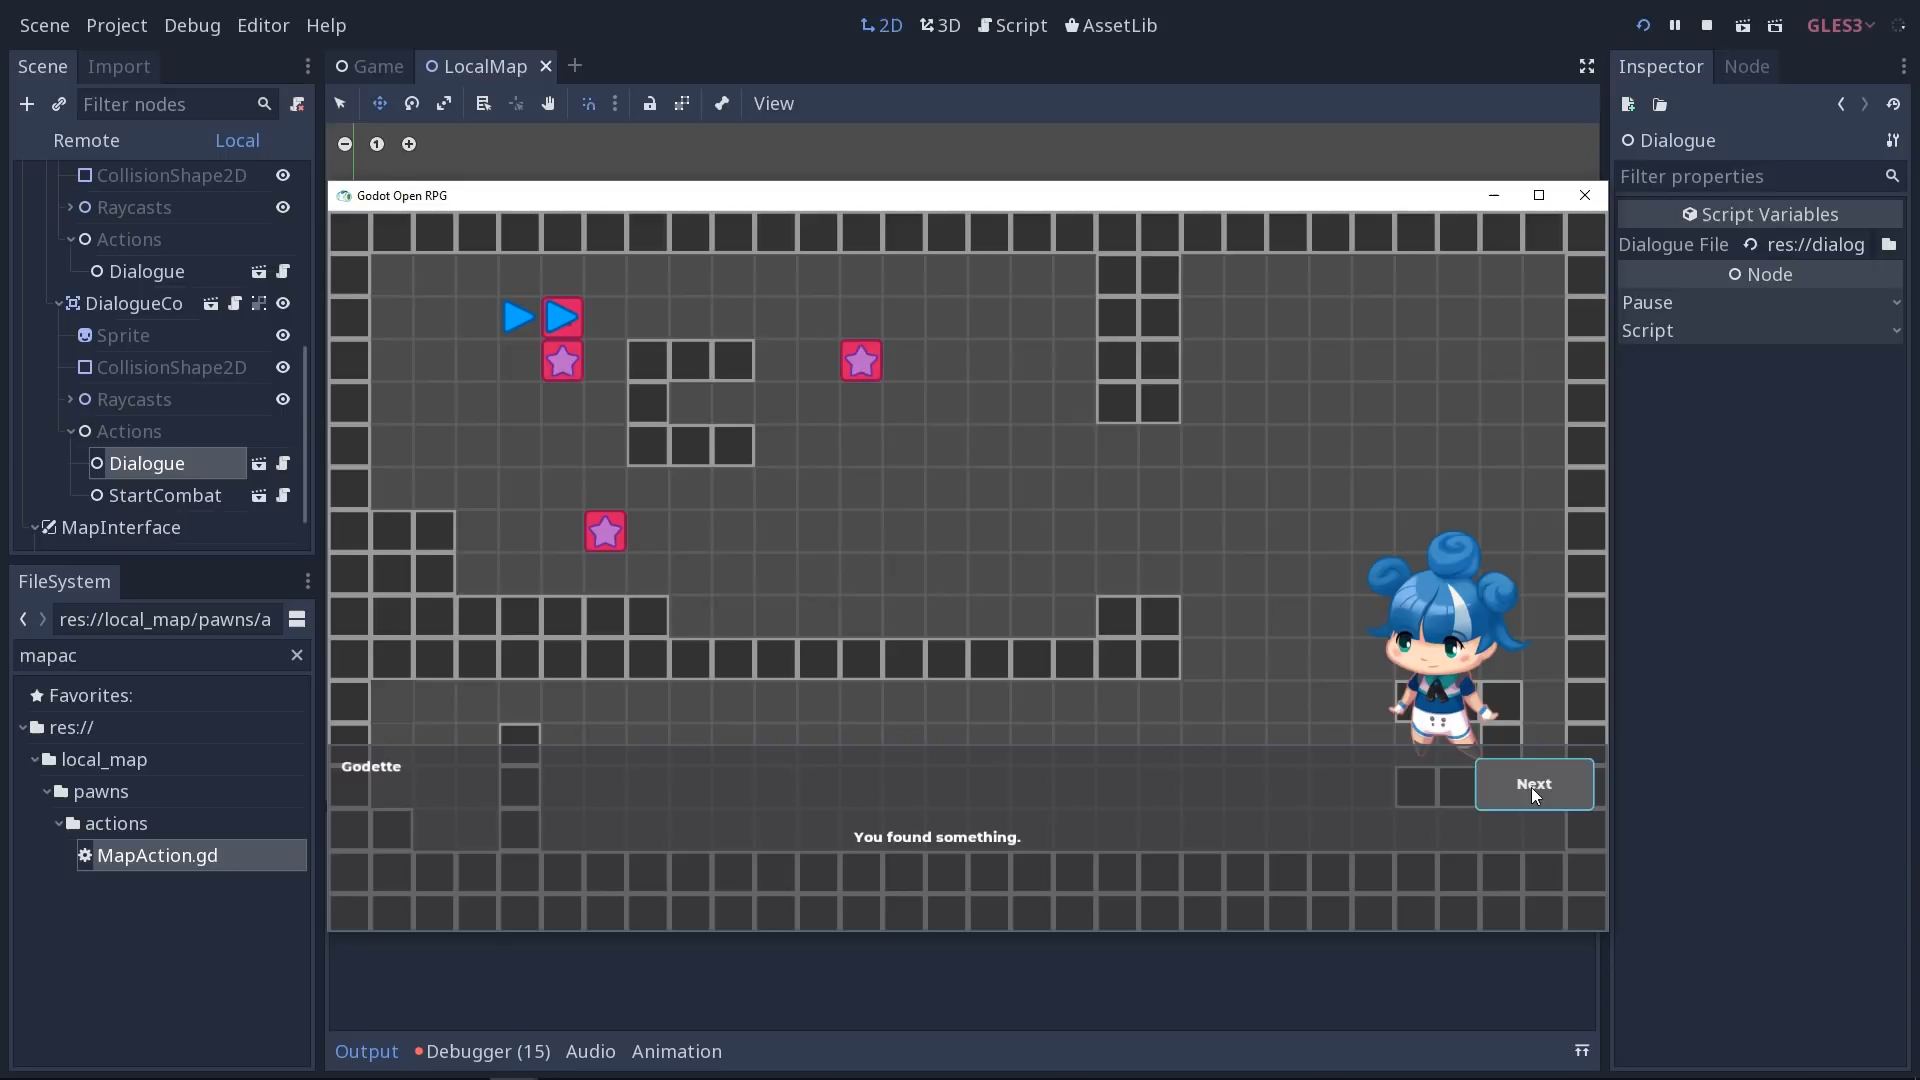 Scene Project Debug Editor Help
2D 3D Script AssetLib
GLES3
Scene Import
Game LocalMap
Inspector Node
Filter nodes
View
Remote Local
1
Dialogue
CollisionShape2D
Raycasts
Actions
Dialogue
DialogueCo
Sprite
CollisionShape2D
Raycasts
Actions
Dialogue
StartCombat
MapInterface
FileSystem
res://local_map/pawns/a
mapac
Favorites:
res://
local_map
pawns
actions
MapAction.gd
Godot Open RPG
Godette
Next
You found something.
Filter properties
Script Variables
Dialogue File res://dialog
Node
Pause
Script
Output Debugger (15) Audio Animation